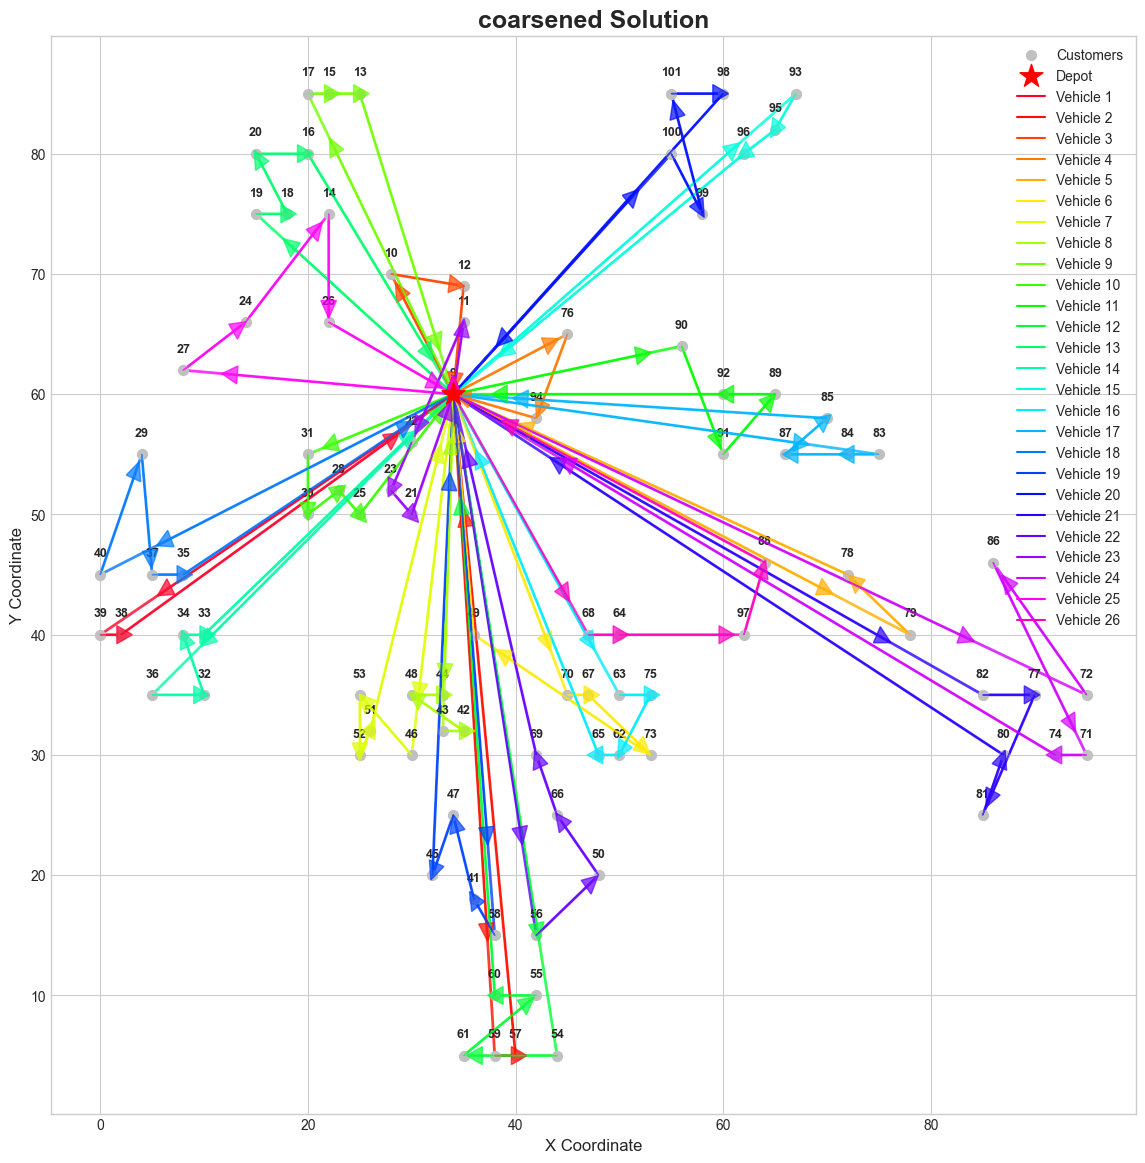 coarsened Solution
Customers
Depot
Vehicle 1
Vehicle 2
Vehicle 3
Vehicle 4
Vehicle 5
Vehicle 6
Vehicle 7
Vehicle 8
Vehicle 9
Vehicle 10
Vehicle 11
Vehicle 12
Vehicle 13
Vehicle 14
Vehicle 15
Vehicle 16
Vehicle 17
Vehicle 18
Vehicle 19
Vehicle 20
Vehicle 21
Vehicle 22
Vehicle 23
Vehicle 24
Vehicle 25
Vehicle 26
17 15 13 101 98 93
95
20 16 100 96
19 18 14 99
10 12
24 26 11 76 90
27 92 89
94 85
29 31 22 91 87 84 83
28 23
25 21
40 37 35 88 78 86
39 38 34 33 68 64 97 79
36 32 53 48 44 70 67 63 75 82 77 72
51 43 42
52 46 69 65 62 73 80 74 71
47 66 81
45 50
41
58 56
60 55
61 59 57 54
80
70
60
50
40
30
20
10
Y Coordinate
0 20 40 60 80
X Coordinate